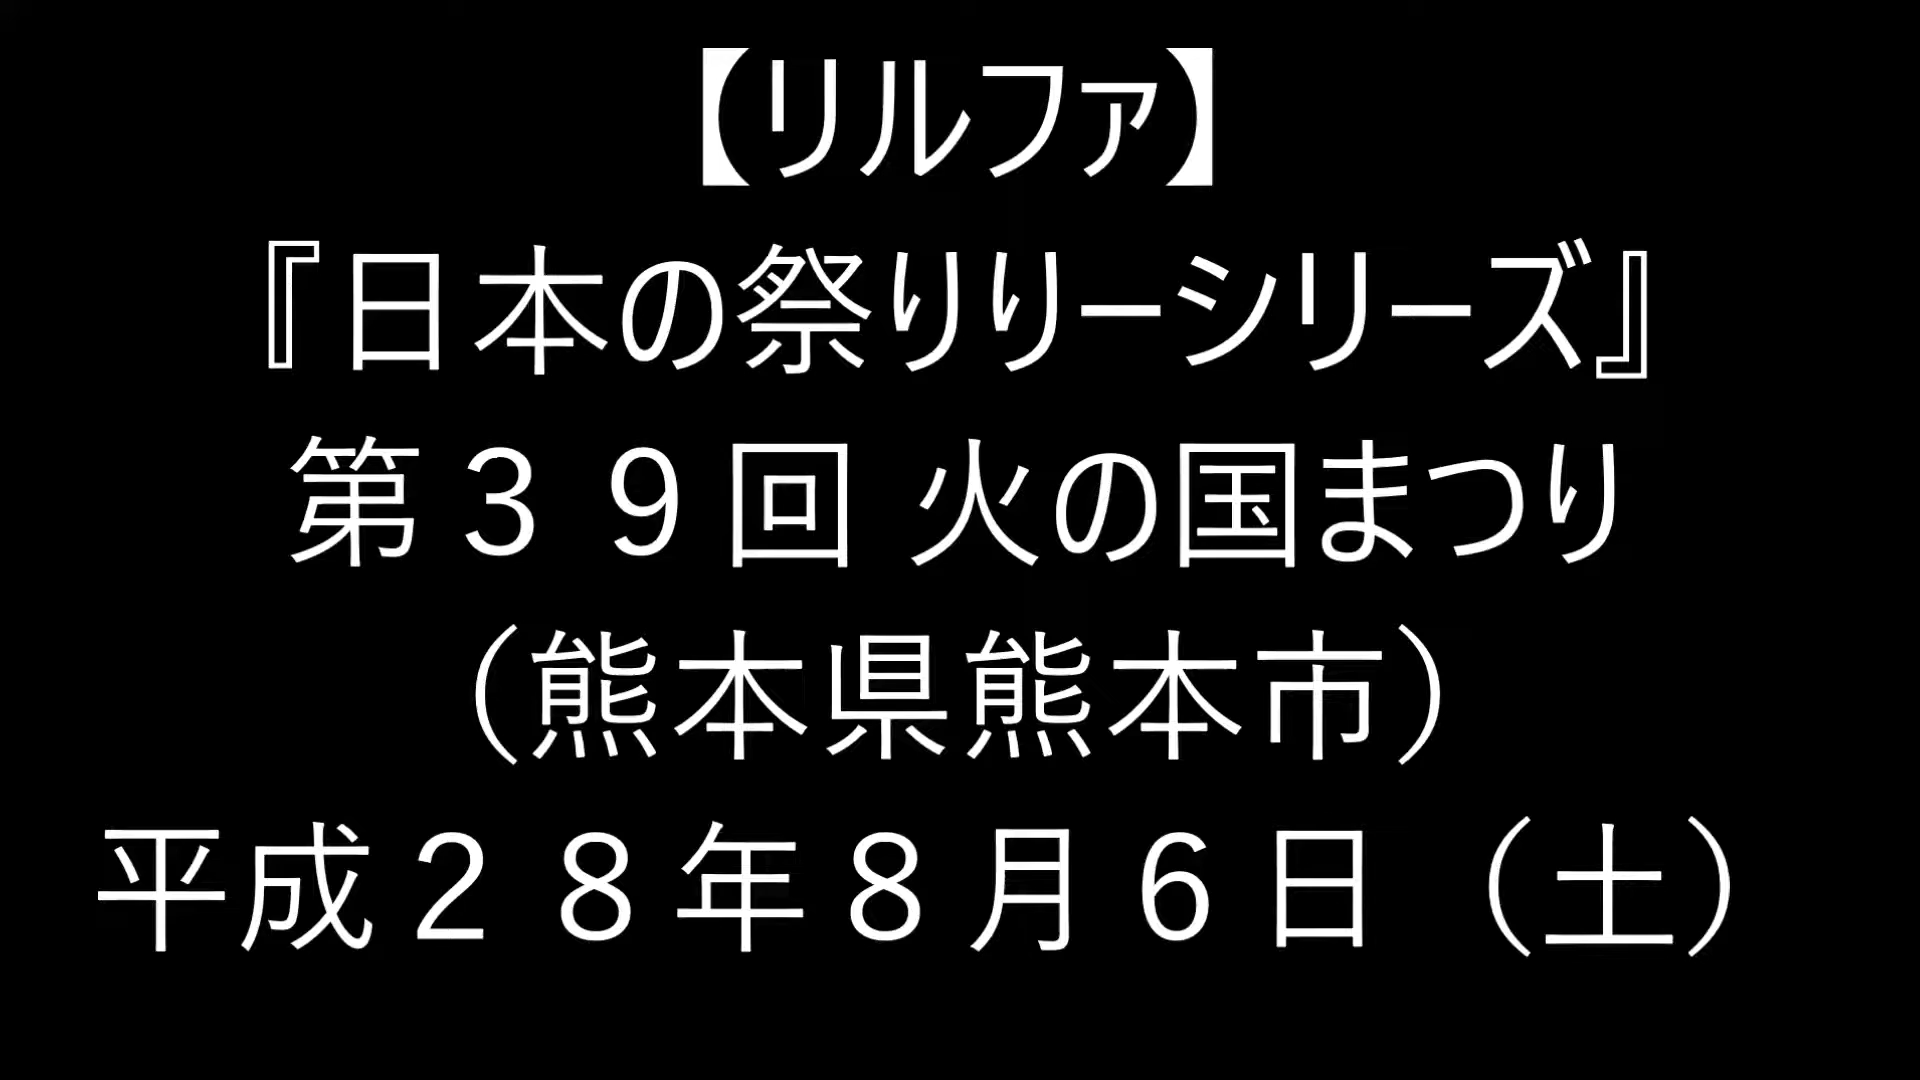 【リルファ】
『日本の祭りりーシリーズ』
第３９回 火の国まつり
（熊本県熊本市）
平成２８年８月６日（土）